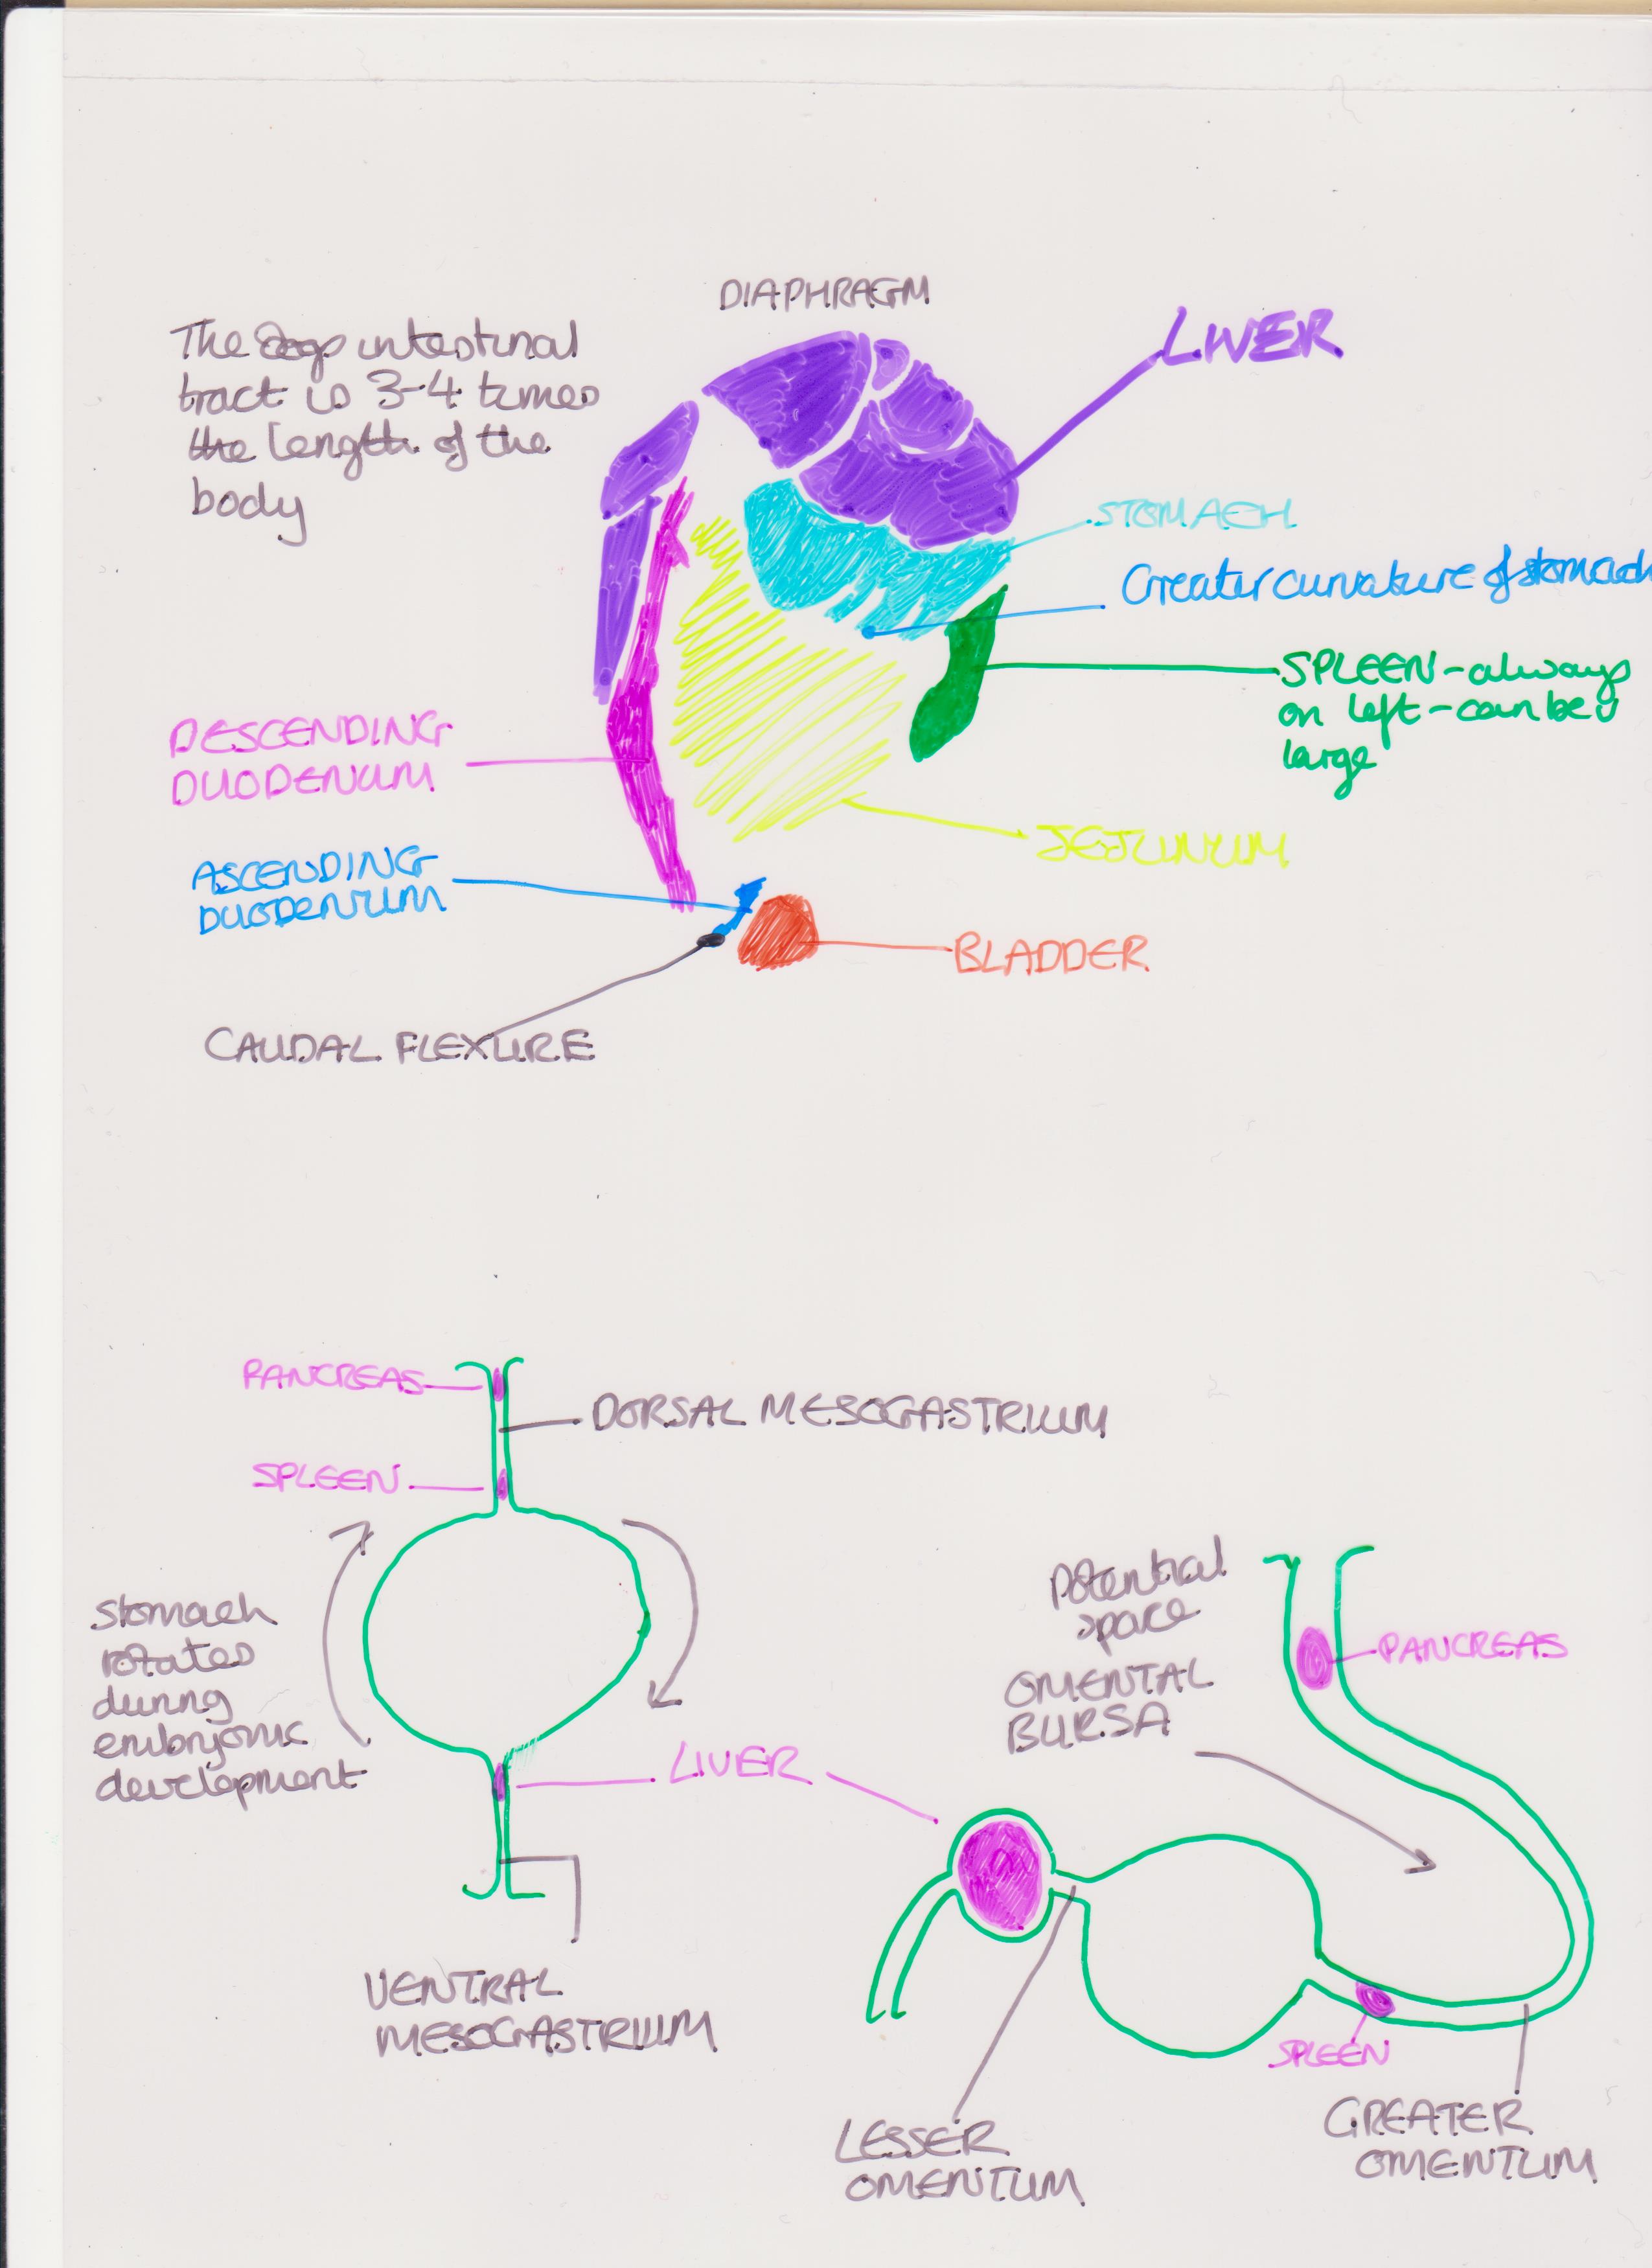 DIAPHRAGM
The dogs intestinal
tract is 3-4 times
the length of the
body
LIVER
STOMACH
Greater curvature of stomach
SPLEEN - always
on left - can be v
large
DESCENDING
DUODENUM
JEJUNUM
ASCENDING
DUODENUM
BLADDER
CAUDAL FLEXURE
PANCREAS
DORSAL MESOGASTRIUM
SPLEEN
stomach
rotates
during
embryonic
development
LIVER
VENTRAL
MESOGASTRIUM
Potential
space
OMENTAL
BURSA
PANCREAS
SPLEEN
LESSER
OMENTUM
GREATER
OMENTUM